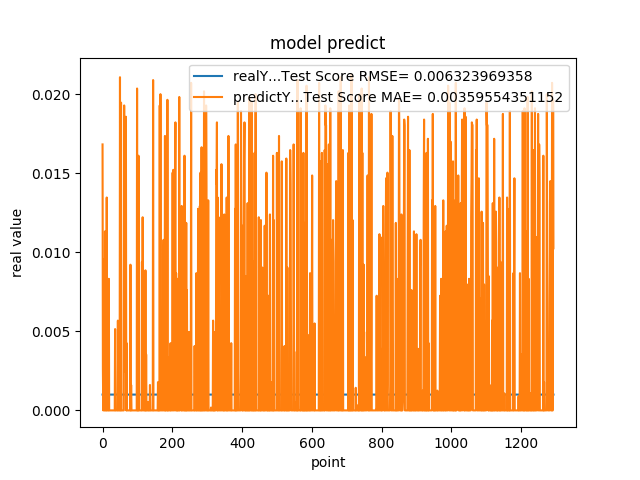 model predict
realY...Test Score RMSE= 0.006323969358
predictY...Test Score MAE= 0.00359554351152
0.020
0.015
0.010
0.005
0.000
real value
0 200 400 600 800 1000 1200
point